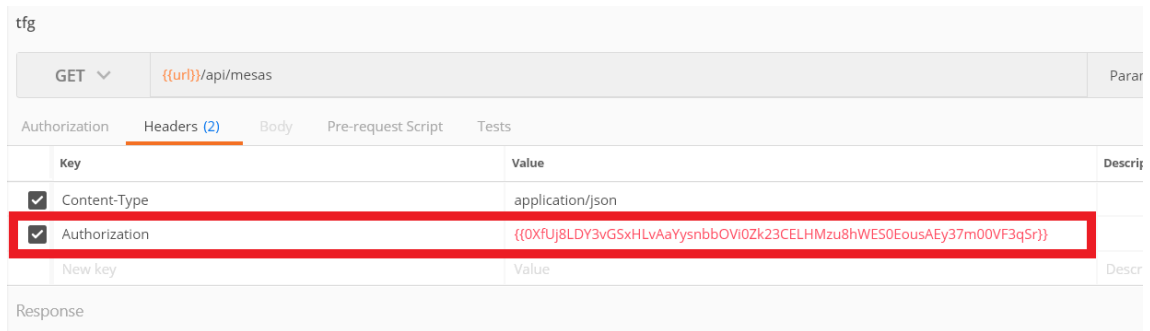 tfg
GET {{url}}/api/mesas Parar
Authorization Headers (2) Body Pre-request Script Tests
Key Value Descrip
Content-Type application/json
Authorization {{0XfUj8LDY3vGSxHLvAaYysnbbOVi0Zk23CELHMzu8hWES0EousAEy37m00VF3qSr}}
New key Value Descr
Response